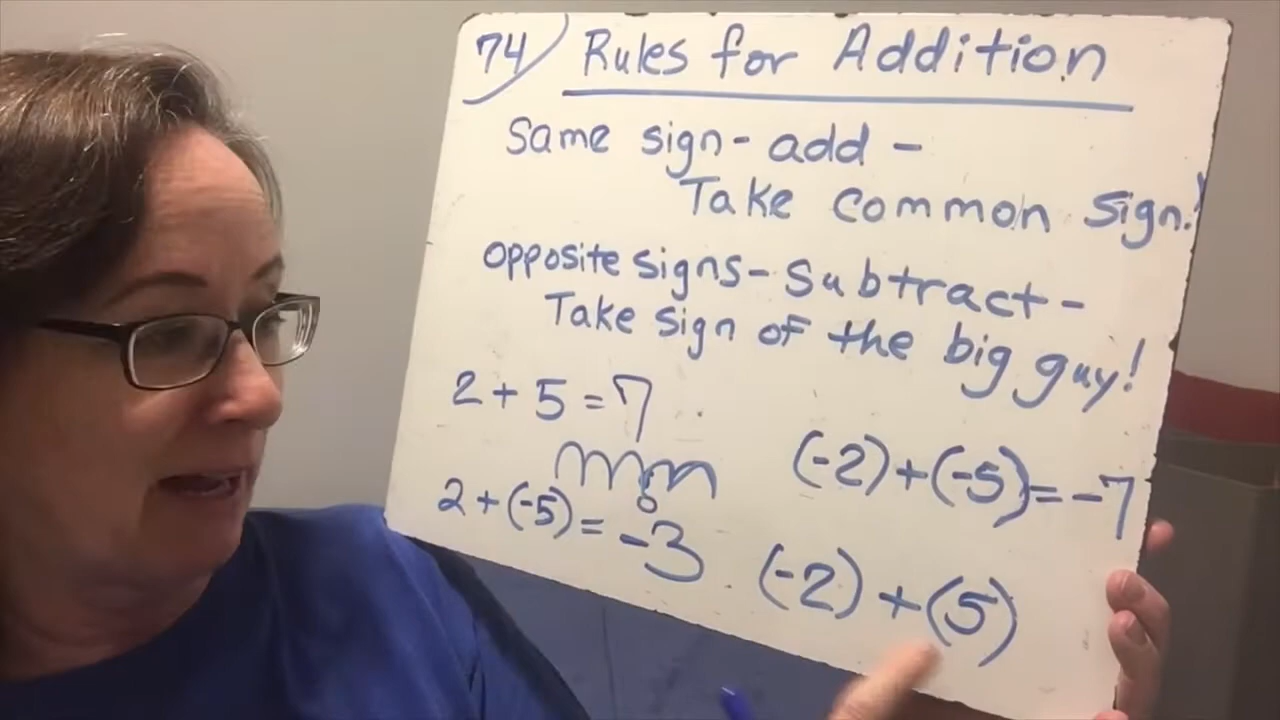 74) Rules for Addition
Same sign - add -
Take common sign!
opposite signs - Subtract -
Take sign of the big guy!
2 + 5 = 7
(-2) + (-5) = -7
2 + (-5) = -3
(-2) + (5)